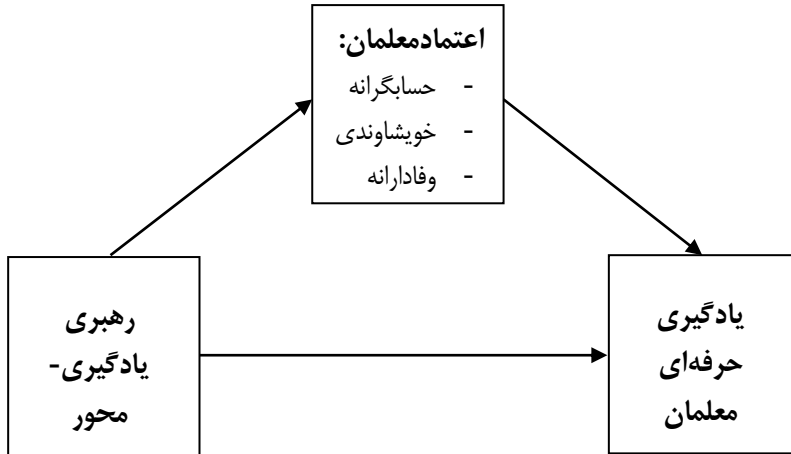 اعتمادمعلمان:
- حسابگرانه
- خویشاوندی
- وفادارانه
یادگیری
حرفه‌ای
معلمان
رهبری
یادگیری-
محور